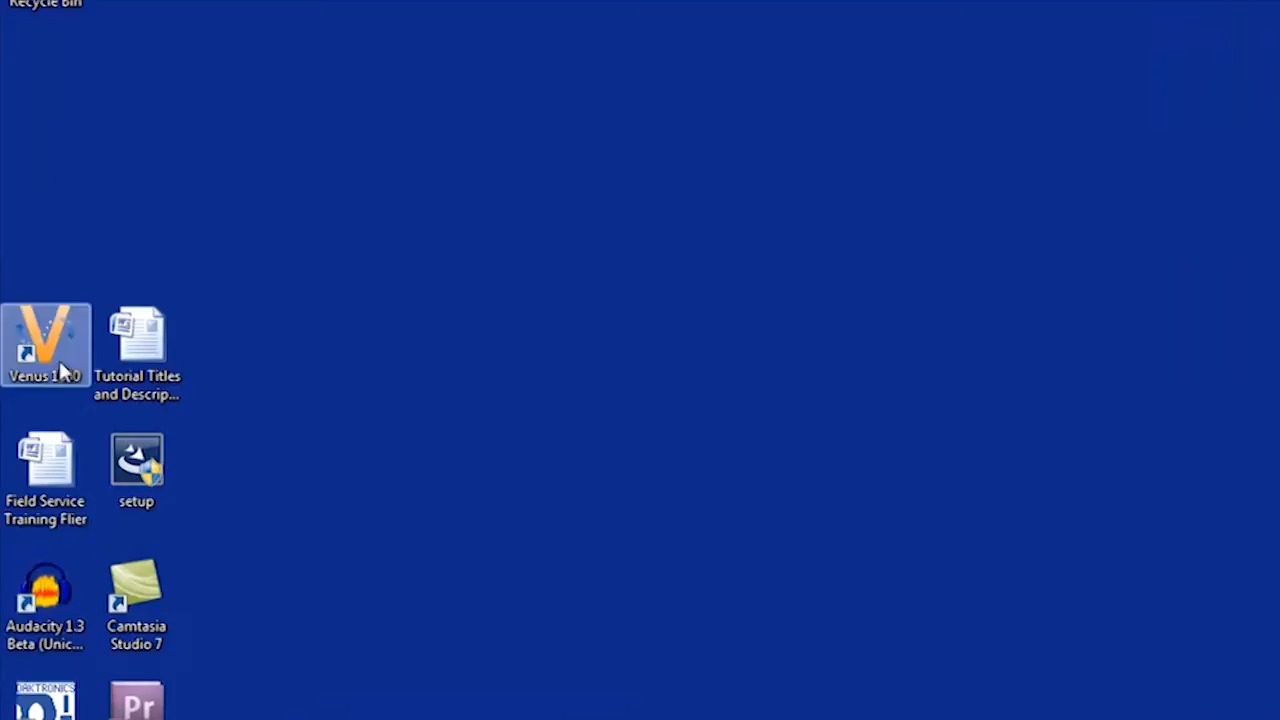 Recycle Bin
Tutorial Titles
and Descrip...
Field Service
Training Flier
setup
Audacity 1.3
Beta (Unic...
Camtasia
Studio 7
DAKTRONICS
Pr
Venus
V